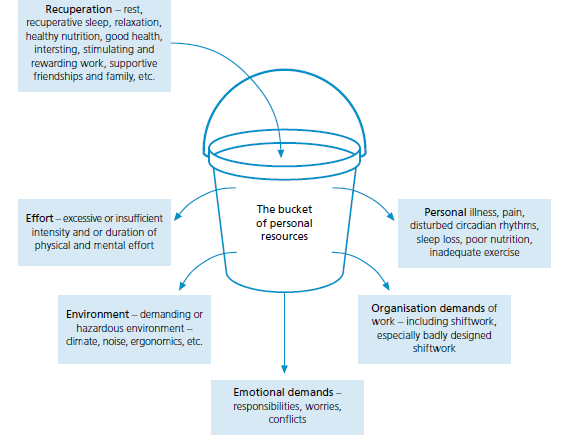 Recuperation – rest,
recuperative sleep, relaxation,
healthy nutrition, good health,
intersting, stimulating and
rewarding work, supportive
friendships and family, etc.
The bucket
of personal
resources
Effort – excessive or insufficient
intensity and or duration of
physical and mental effort
Personal illness, pain,
disturbed circadian rhythms,
sleep loss, poor nutrition,
inadequate exercise
Environment – demanding or
hazardous environment –
climate, noise, ergonomics, etc.
Organisation demands of
work – including shiftwork,
especially badly designed
shiftwork
Emotional demands –
responsibilities, worries,
conflicts